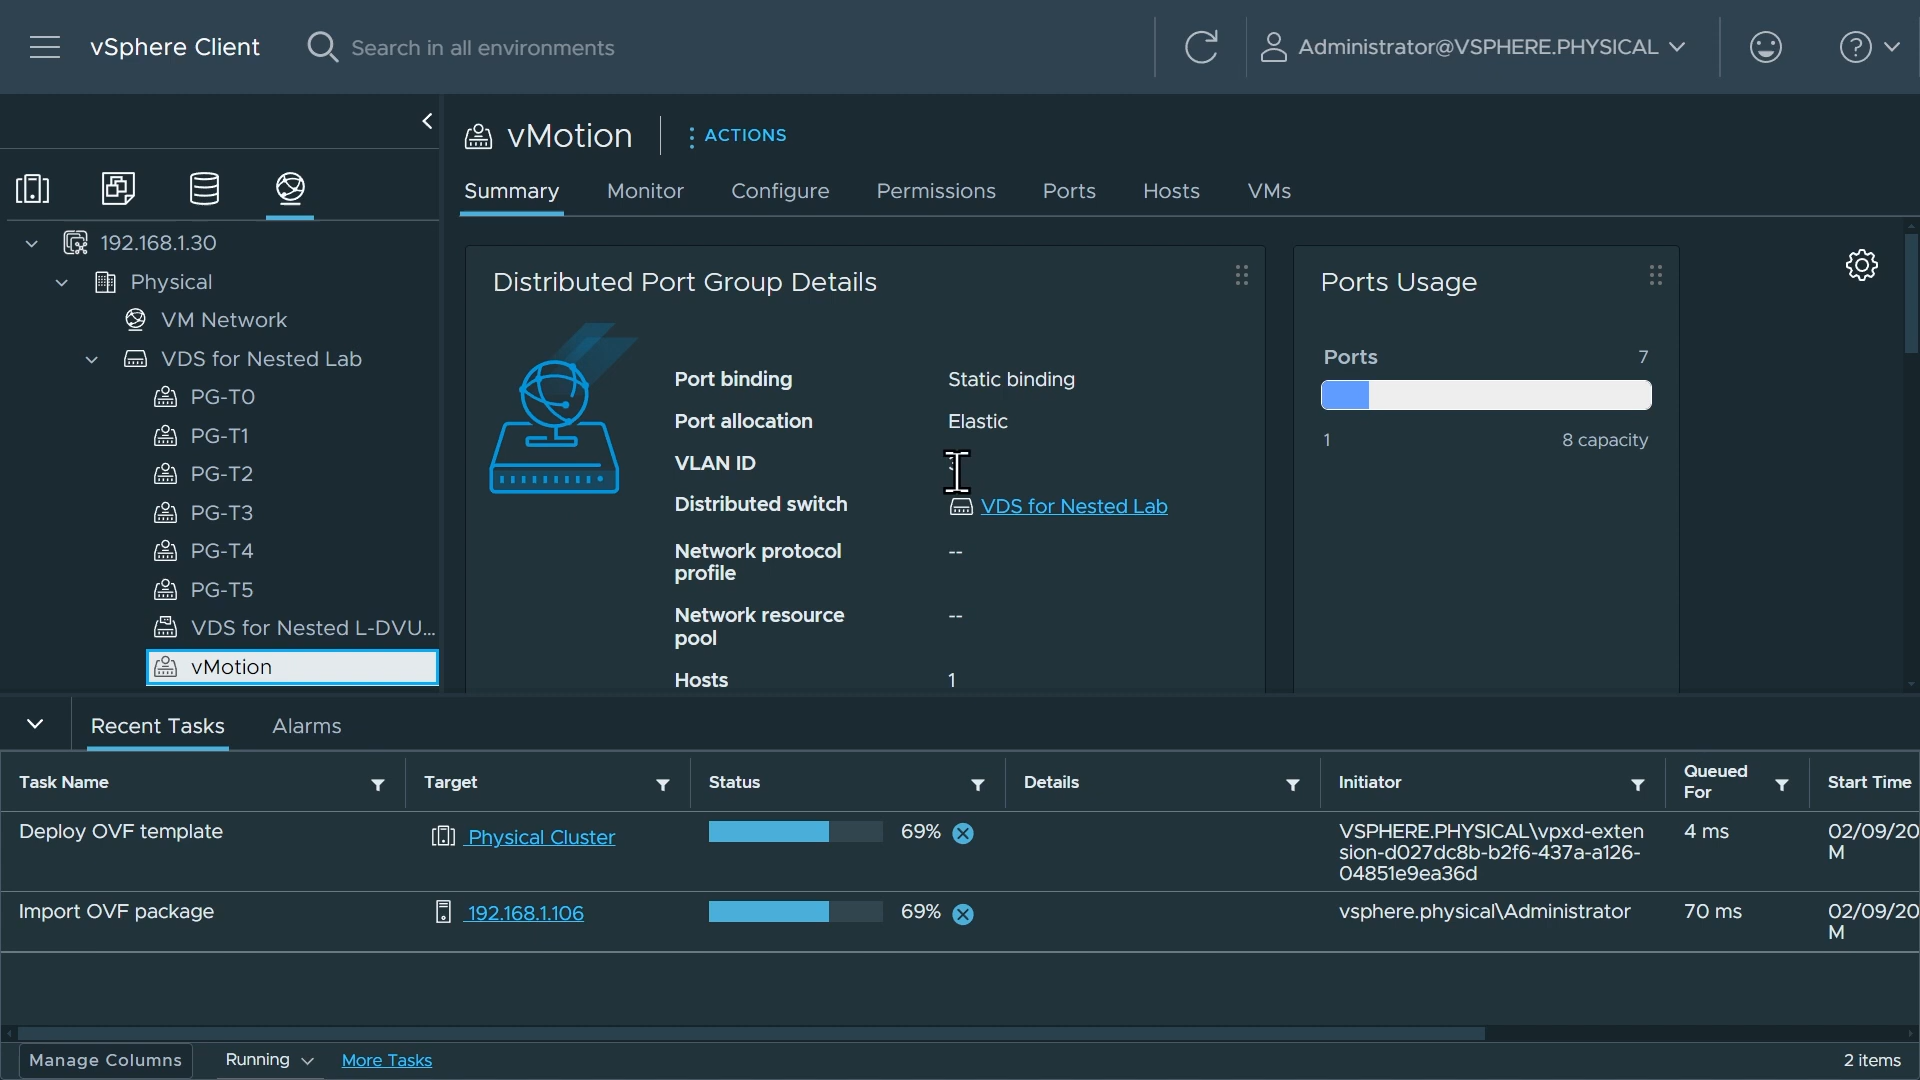 vSphere Client
Search in all environments
Administrator@VSPHERE.PHYSICAL
vMotion
ACTIONS
Summary
Monitor
Configure
Permissions
Ports
Hosts
VMs
192.168.1.30
Physical
VM Network
VDS for Nested Lab
PG-T0
PG-T1
PG-T2
PG-T3
PG-T4
PG-T5
VDS for Nested L-DVU...
vMotion
Distributed Port Group Details
Port binding
Static binding
Port allocation
Elastic
VLAN ID
Distributed switch
VDS for Nested Lab
Network protocol
profile
--
Network resource
pool
--
Hosts
1
Ports Usage
Ports
7
1
8 capacity
Recent Tasks
Alarms
Task Name
Target
Status
Details
Initiator
Queued
For
Start Time
Deploy OVF template
Physical Cluster
69%
VSPHERE.PHYSICAL\vpxd-exten
sion-d027dc8b-b2f6-437a-a126-
04851e9ea36d
4 ms
02/09/20
M
Import OVF package
192.168.1.106
69%
vsphere.physical\Administrator
70 ms
02/09/20
M
Manage Columns
Running
More Tasks
2 items